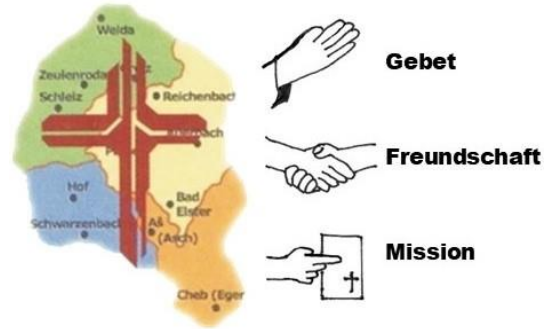 Weida
Zeulenroda
Schleiz
Reichenbach
Hof
Bad
Elster
Schwarzenbach
Aš
(Asch)
Cheb (Eger
Gebet
Freundschaft
Mission